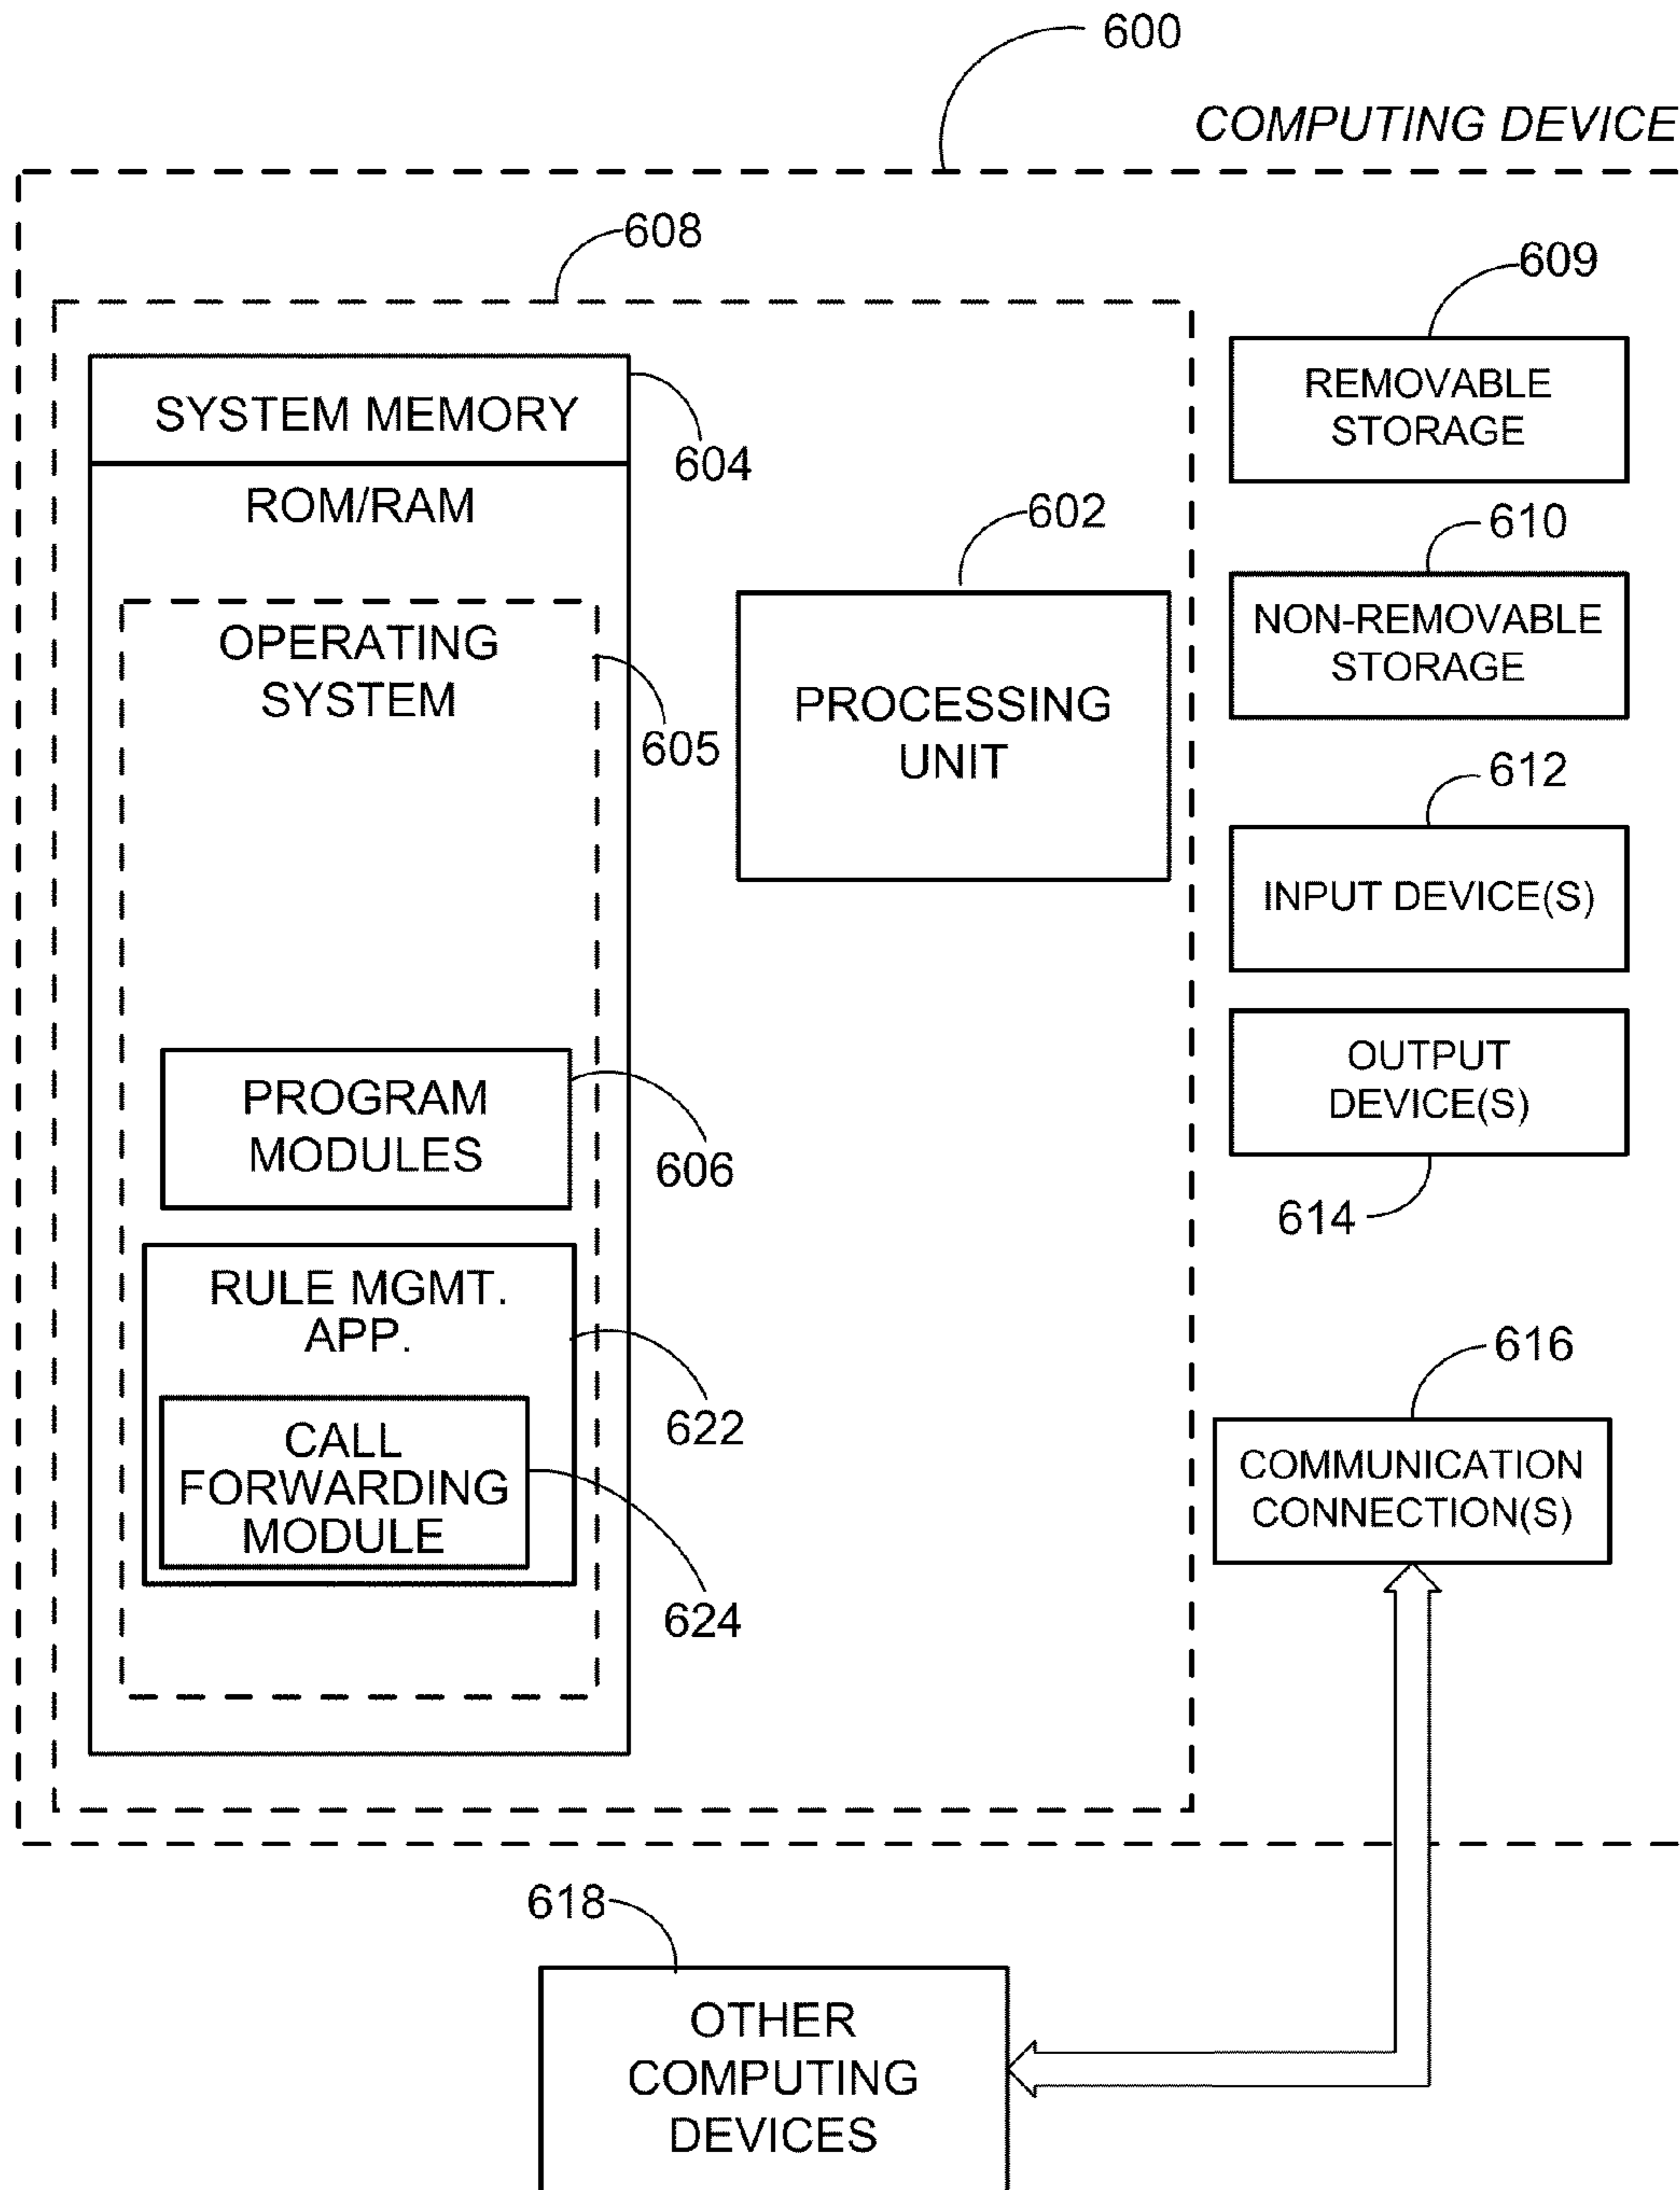 600
COMPUTING DEVICE
608
609
SYSTEM MEMORY
604
ROM/RAM
OPERATING
SYSTEM
605
PROGRAM
MODULES
606
RULE MGMT.
APP.
622
CALL
FORWARDING
MODULE
624
602
PROCESSING
UNIT
REMOVABLE
STORAGE
610
NON-REMOVABLE
STORAGE
612
INPUT DEVICE(S)
OUTPUT
DEVICE(S)
614
616
COMMUNICATION
CONNECTION(S)
618
OTHER
COMPUTING
DEVICES